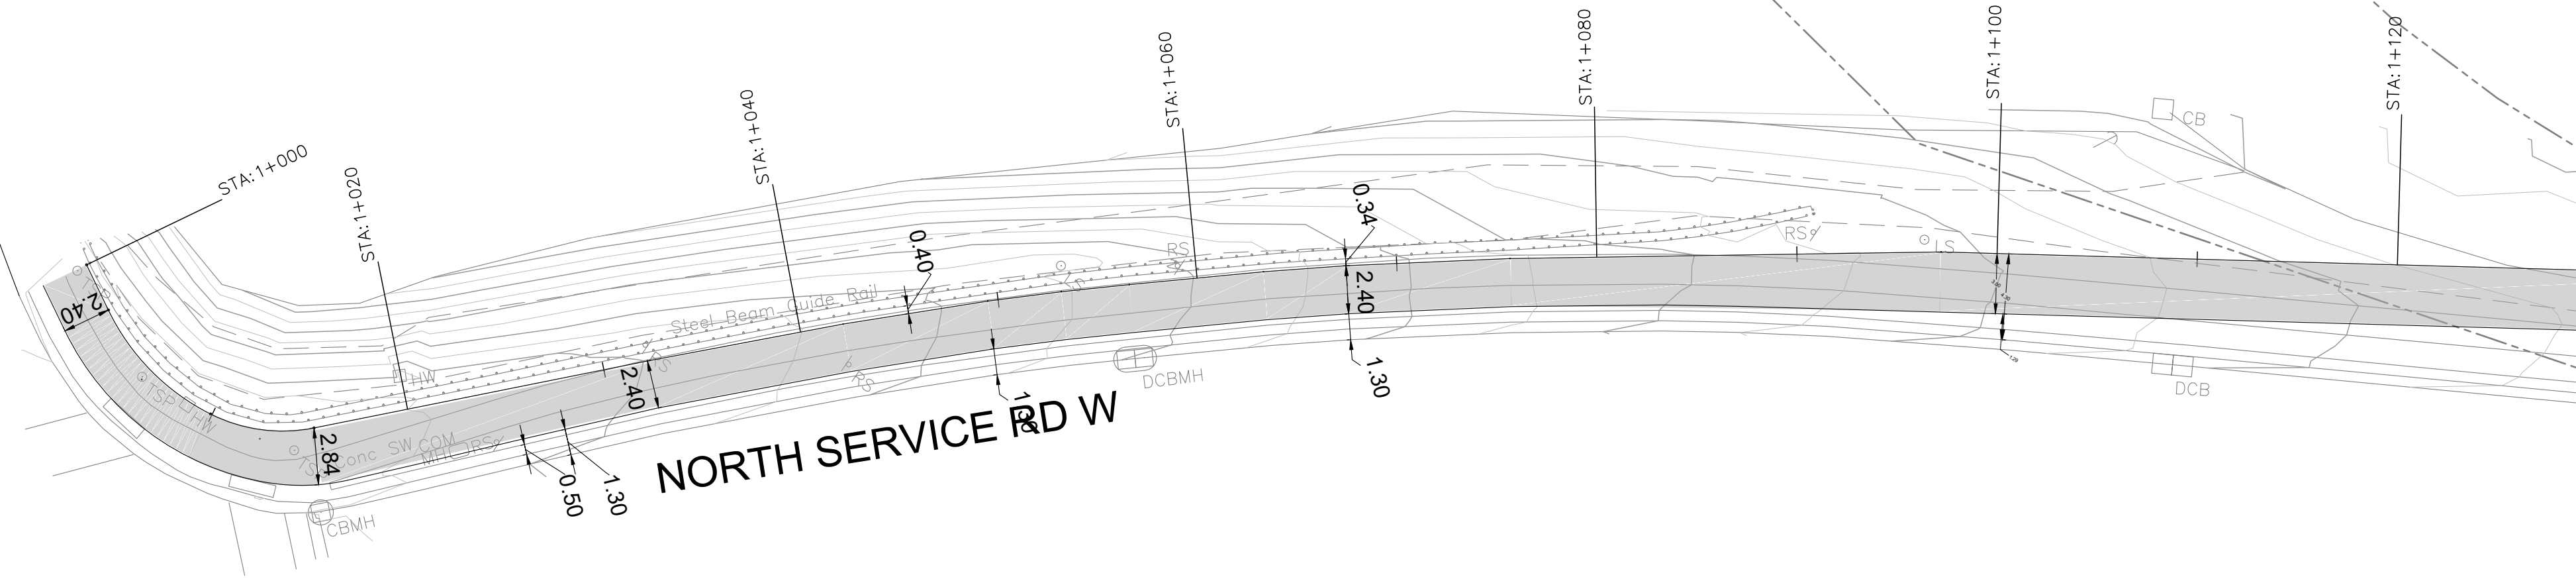 STA:1+000
STA:1+020
STA:1+040
STA:1+060
STA:1+080
STA:1+100
STA:1+120
CB
0.34
0.40
RS
RS
LS
LS
2.40
2.40
2.40
Steel Beam Guide Rail
HW
RS
RS
TSP
HW
2.84
Conc SW COM
MH
RS
0.50
1.30
1.30
1.30
NORTH SERVICE RD W
DCBMH
DCB
CBMH